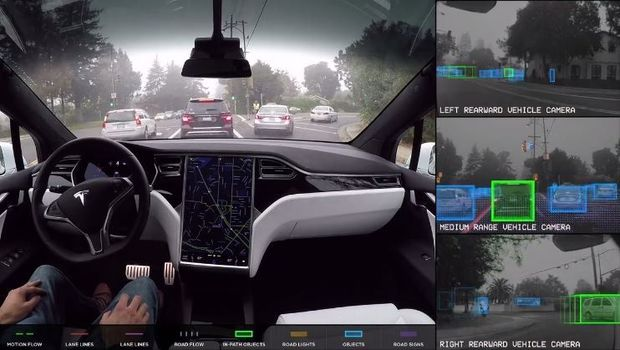 LEFT REARWARD VEHICLE CAMERA
MEDIUM RANGE VEHICLE CAMERA
RIGHT REARWARD VEHICLE CAMERA
MOTION FLOW
LANE LINES
LANE LINES
ROAD FLOW
IN-PATH OBJECTS
ROAD LIGHTS
OBJECTS
ROAD SIGNS